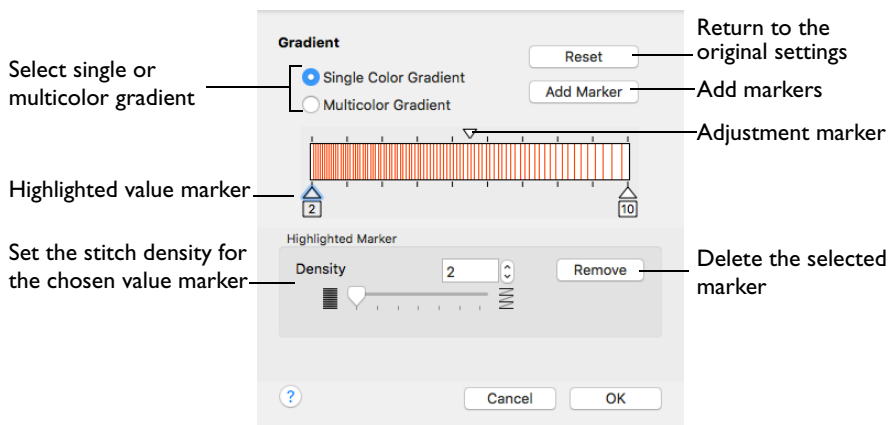 Gradient
Single Color Gradient
Multicolor Gradient
Reset
Add Marker
Select single or
multicolor gradient
Return to the
original settings
Add markers
Adjustment marker
Highlighted value marker
2
10
Highlighted Marker
Density
2
Remove
Set the stitch density for
the chosen value marker
Delete the selected
marker
?
Cancel
OK